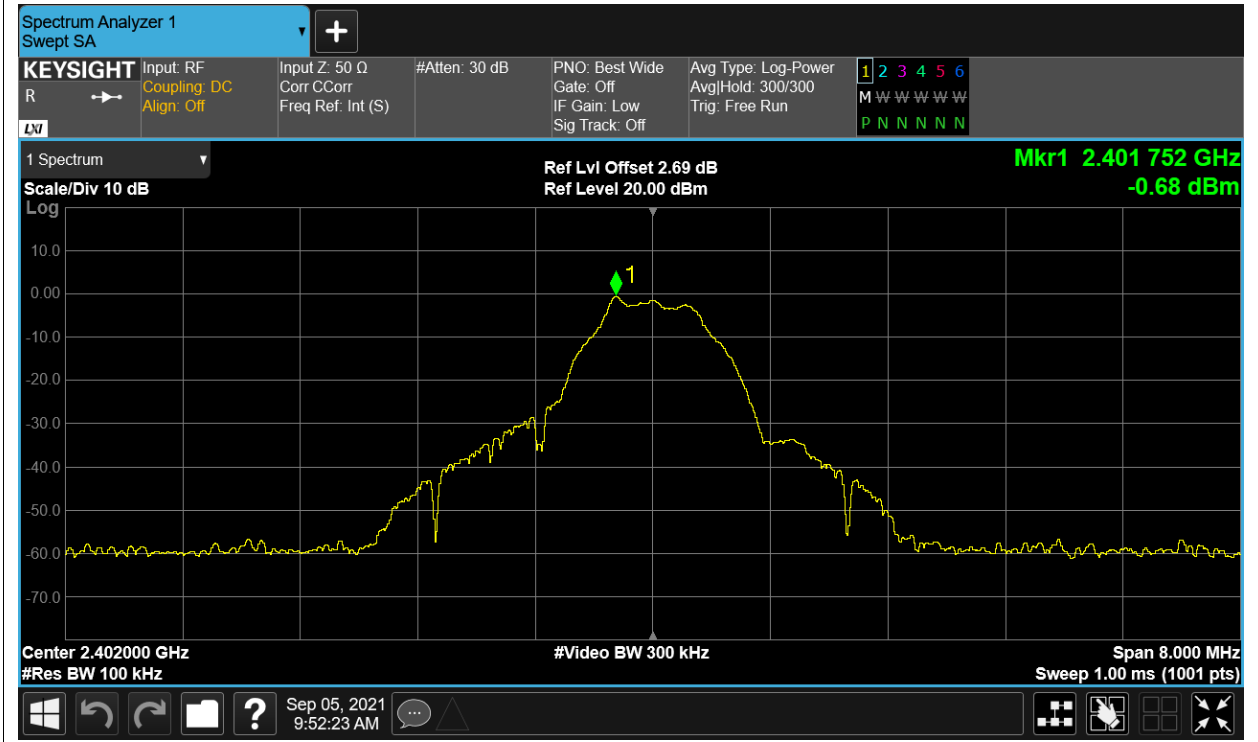 Spectrum Analyzer 1
Swept SA
KEYSIGHT
R
LXI
Input: RF
Coupling: DC
Align: Off
Input Z: 50 Ω
Corr CCorr
Freq Ref: Int (S)
#Atten: 30 dB
PNO: Best Wide
Gate: Off
IF Gain: Low
Sig Track: Off
Avg Type: Log-Power
Avg|Hold: 300/300
Trig: Free Run
1 2 3 4 5 6
M W W W W W
P N N N N N
1 Spectrum
Scale/Div 10 dB
Log
Ref Lvl Offset 2.69 dB
Ref Level 20.00 dBm
Mkr1 2.401 752 GHz
-0.68 dBm
10.0
0.00
-10.0
-20.0
-30.0
-40.0
-50.0
-60.0
-70.0
1
Center 2.402000 GHz
#Res BW 100 kHz
#Video BW 300 kHz
Span 8.000 MHz
Sweep 1.00 ms (1001 pts)
?
Sep 05, 2021
9:52:23 AM